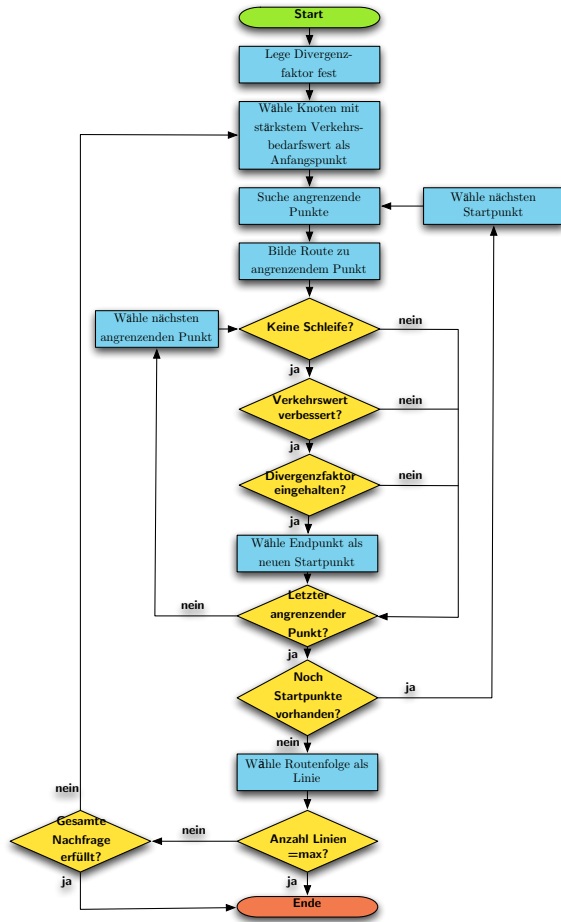 Start
Lege Divergenz-
faktor fest
Wähle Knoten mit
stärkstem Verkehrs-
bedarfswert als
Anfangspunkt
Suche angrenzende
Punkte
Wähle nächsten
Startpunkt
Bilde Route zu
angrenzendem Punkt
Wähle nächsten
angrenzenden Punkt
Keine Schleife?
nein
ja
Verkehrswert
verbessert?
nein
ja
Divergenzfaktor
eingehalten?
nein
ja
Wähle Endpunkt als
neuen Startpunkt
Letzter
angrenzender
Punkt?
nein
ja
Noch
Startpunkte
vorhanden?
ja
nein
Wähle Routenfolge als
Linie
nein
Gesamte
Nachfrage
erfüllt?
nein
Anzahl Linien
=max?
ja
ja
Ende